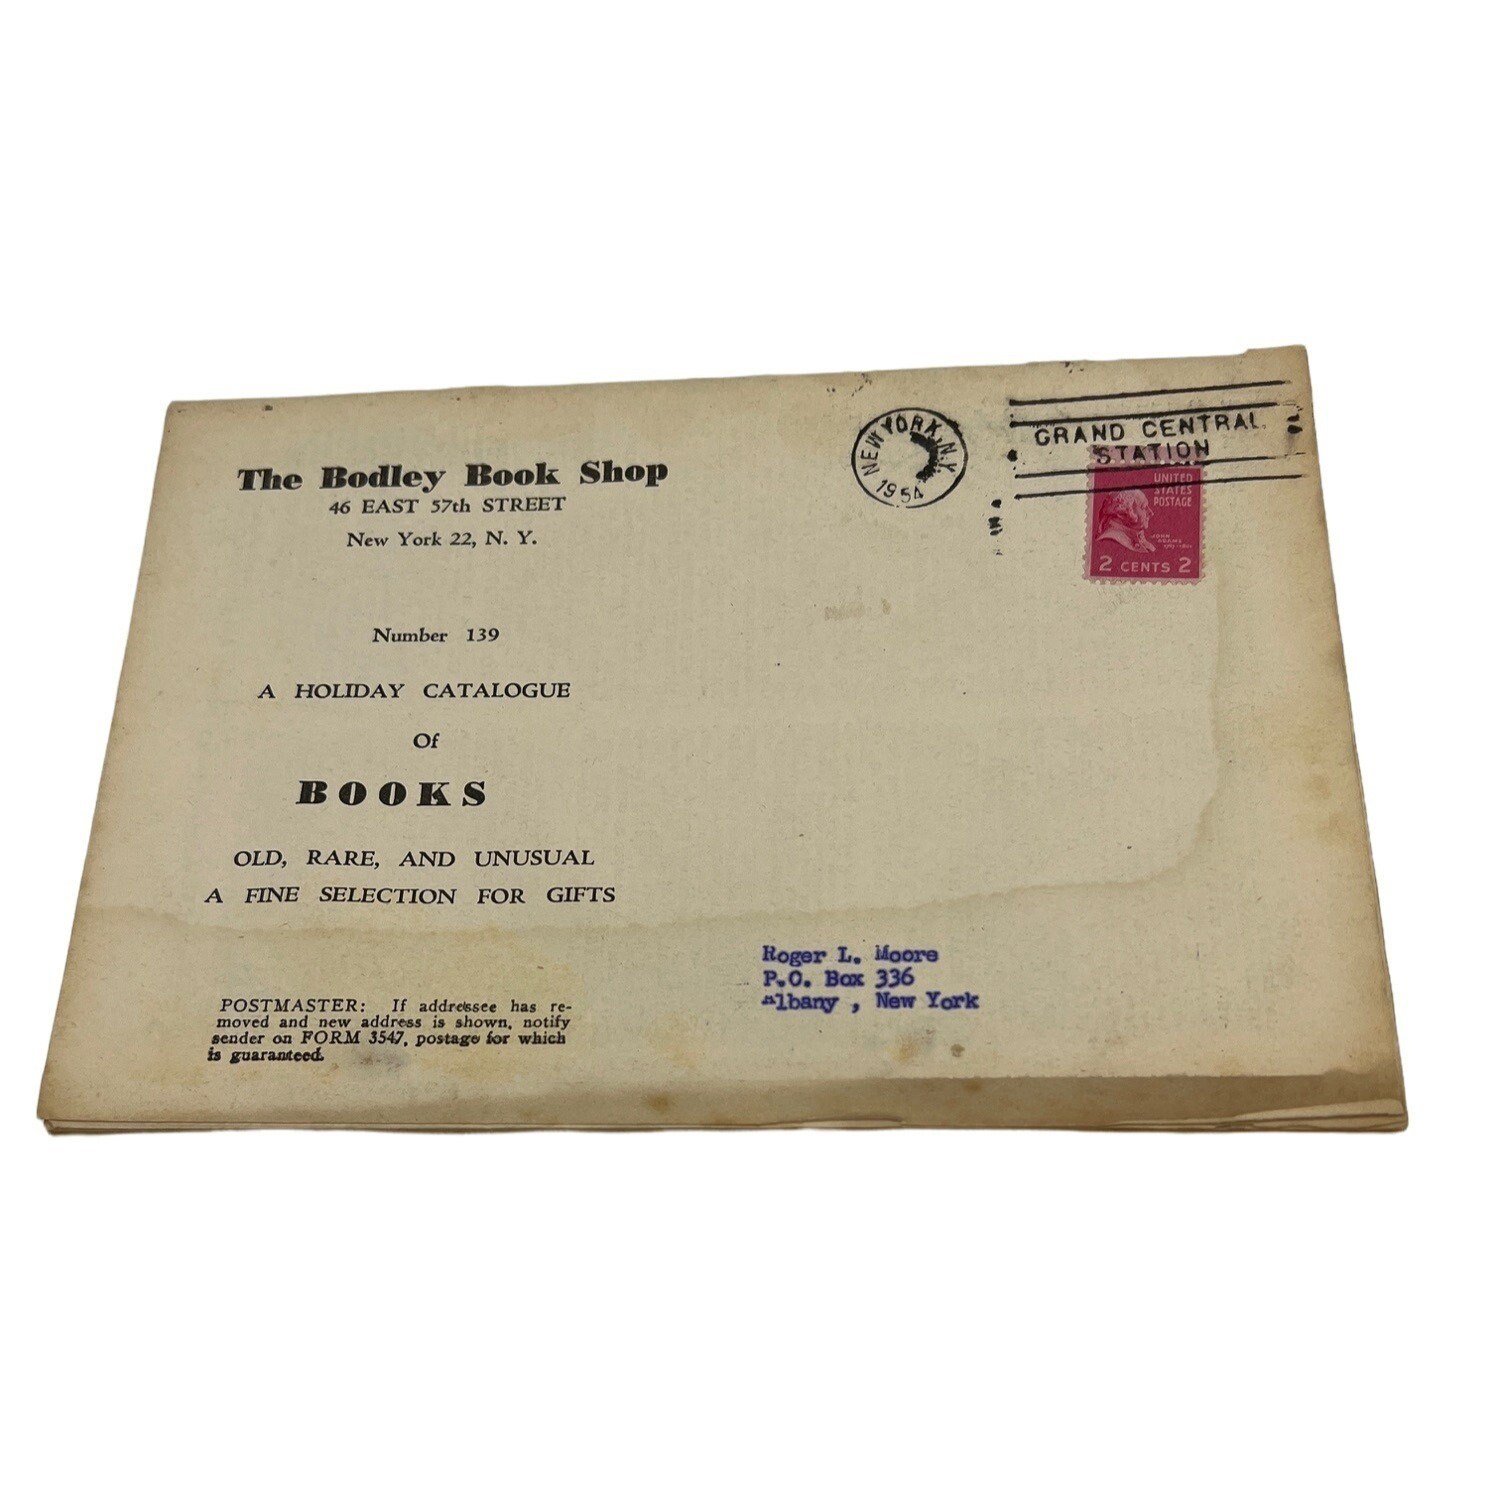 The Bodley Book Shop
46 EAST 57th STREET
New York 22, N. Y.
Number 139
A HOLIDAY CATALOGUE
Of
BOOKS
OLD, RARE, AND UNUSUAL
A FINE SELECTION FOR GIFTS
POSTMASTER: If addressee has re-
moved and new address is shown, notify
sender on FORM 3547, postage for which
is guaranteed.
NEW YORK, N.Y.
1954
GRAND CENTRAL
STATION
UNITED
STATES
POSTAGE
JOHN
ADAMS
2 CENTS 2
Roger L. Moore
P.O. Box 336
Albany , New York